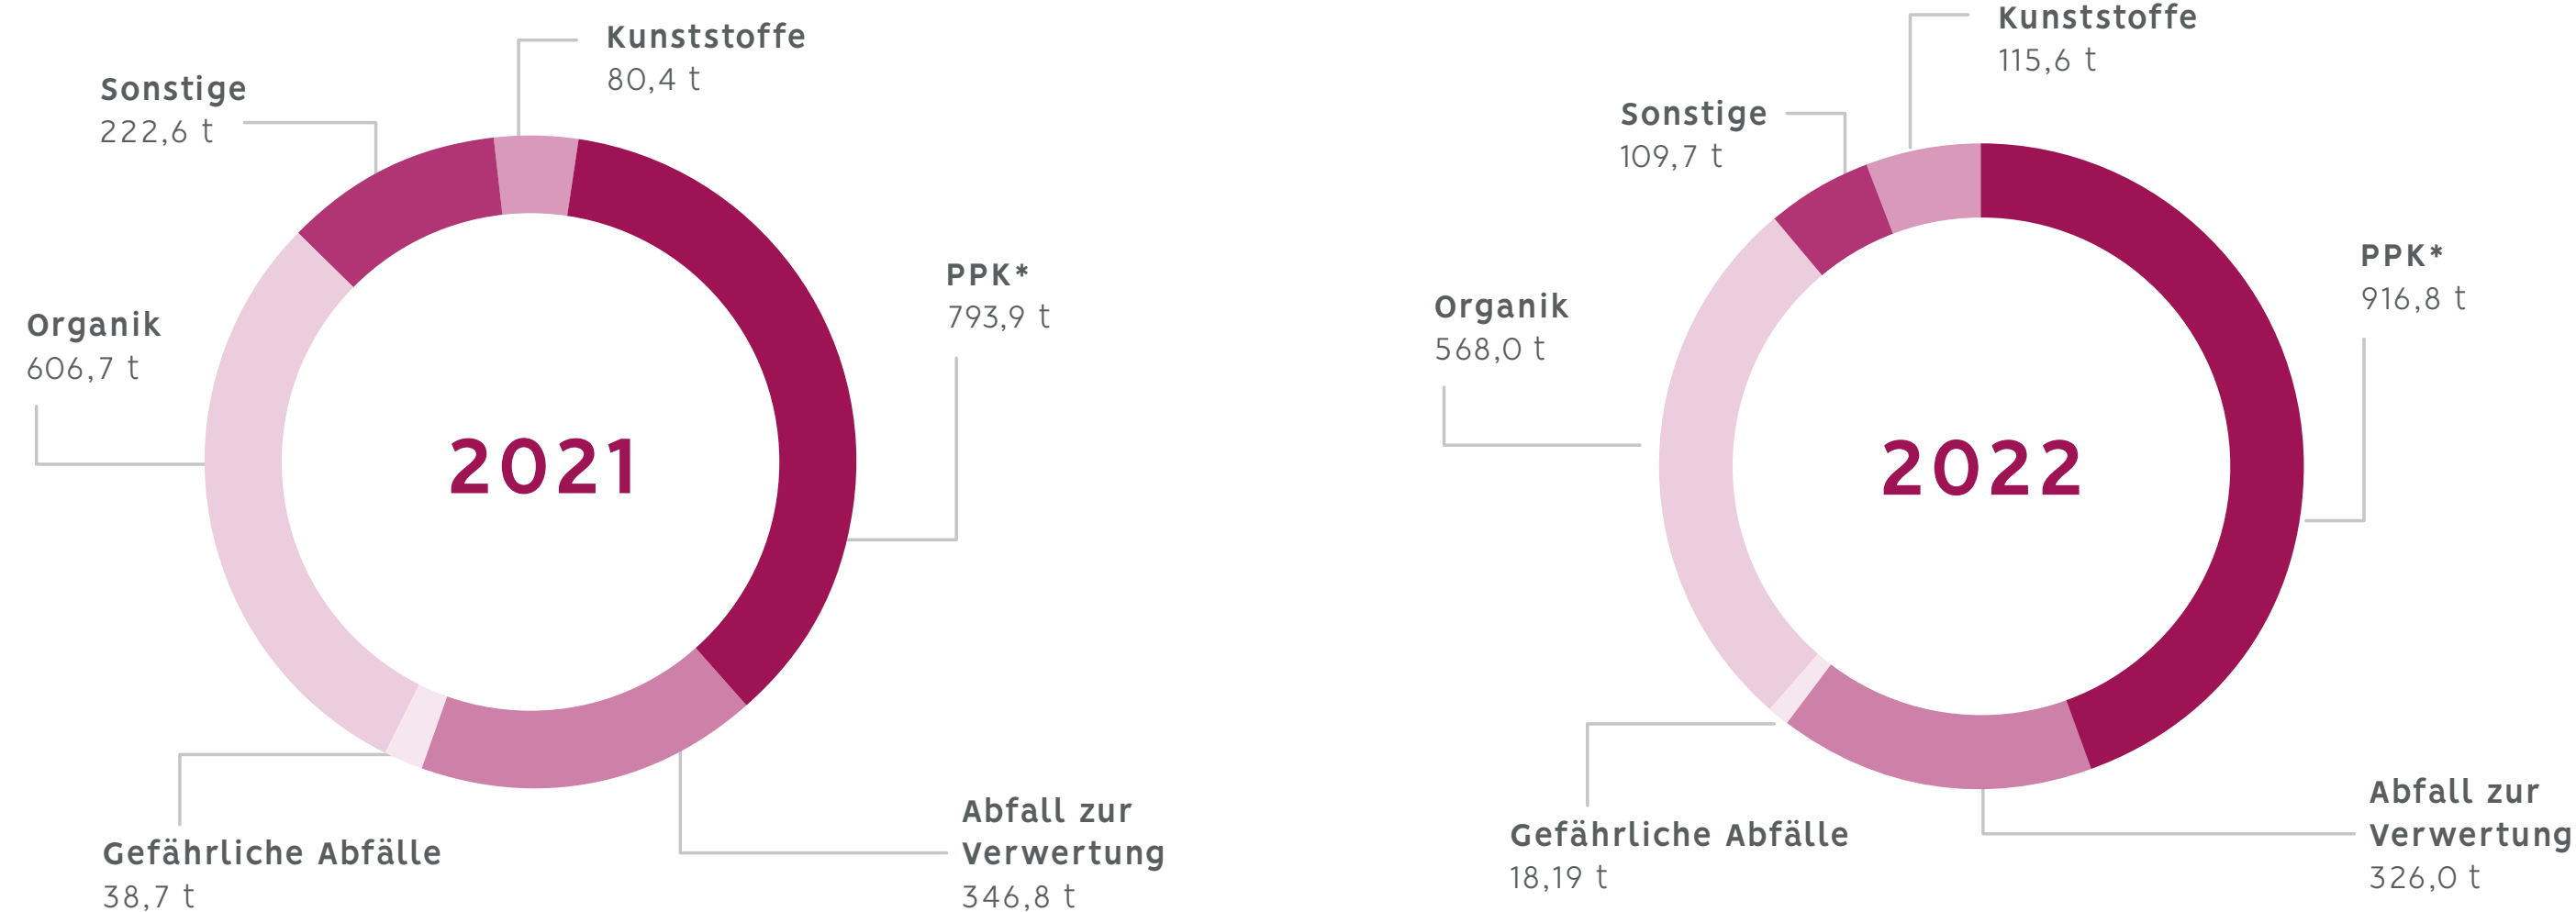 Kunststoffe
80,4 t
Sonstige
222,6 t
PPK*
793,9 t
Organik
606,7 t
2021
Abfall zur
Verwertung
346,8 t
Gefährliche Abfälle
38,7 t
Kunststoffe
115,6 t
Sonstige
109,7 t
PPK*
916,8 t
Organik
568,0 t
2022
Abfall zur
Verwertung
326,0 t
Gefährliche Abfälle
18,19 t